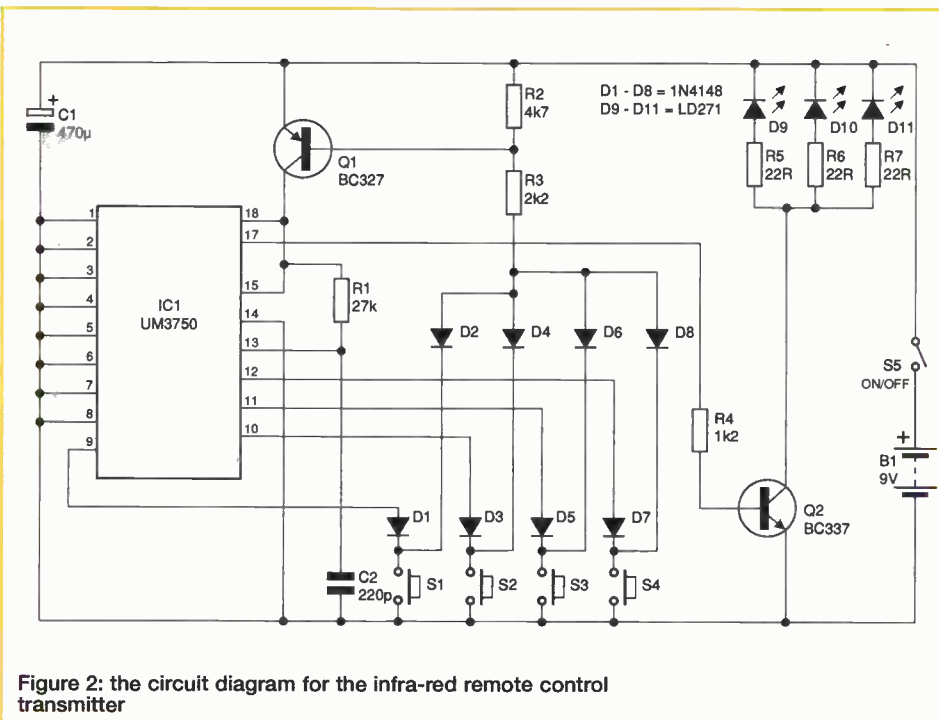 C1
470µ
Q1
BC327
R2
4k7
R3
2k2
D1 - D8 = 1N4148
D9 - D11 = LD271
D9
D10
D11
R5
22R
R6
22R
R7
22R
1
2
3
4
5
6
7
8
9
18
17
15
14
13
12
11
10
IC1
UM3750
R1
27k
D2
D4
D6
D8
S5
ON/OFF
R4
1k2
B1
9V
Q2
BC337
D1
D3
D5
D7
C2
220p
S1
S2
S3
S4
Figure 2: the circuit diagram for the infra-red remote control
transmitter